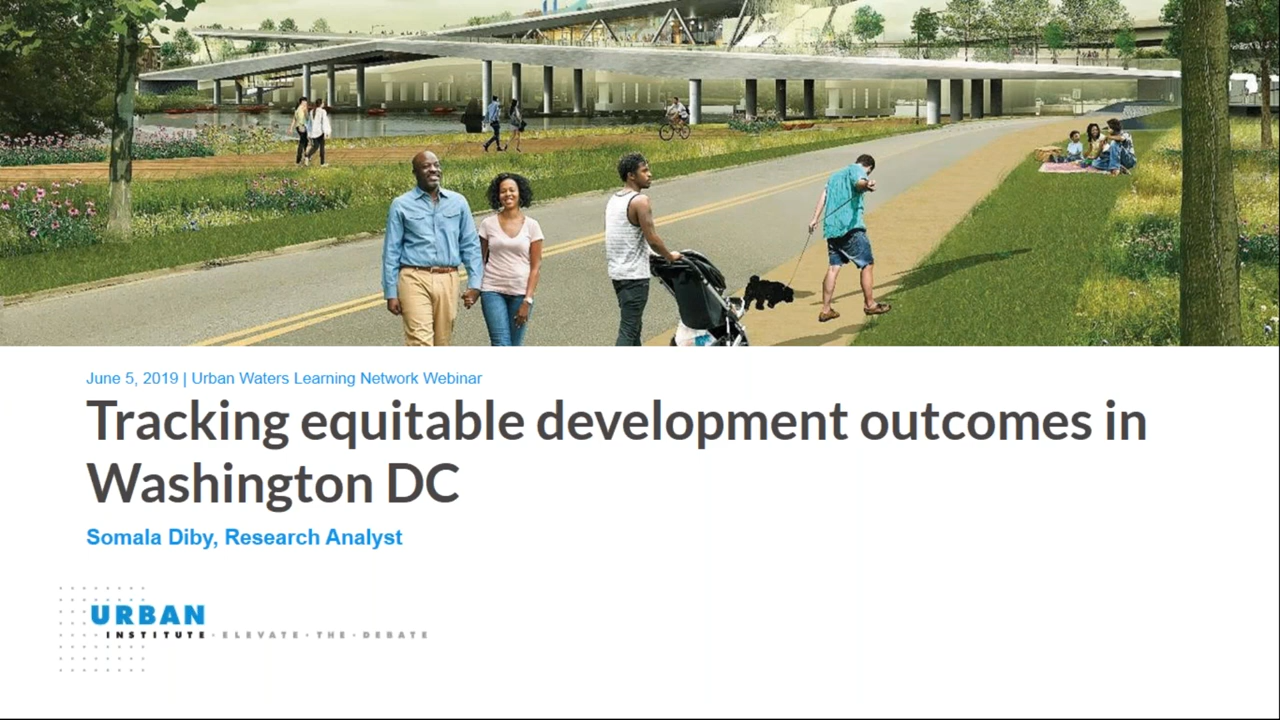 June 5, 2019 | Urban Waters Learning Network Webinar
Tracking equitable development outcomes in
Washington DC
Somala Diby, Research Analyst
URBAN
INSTITUTE · ELEVATE · THE · DEBATE